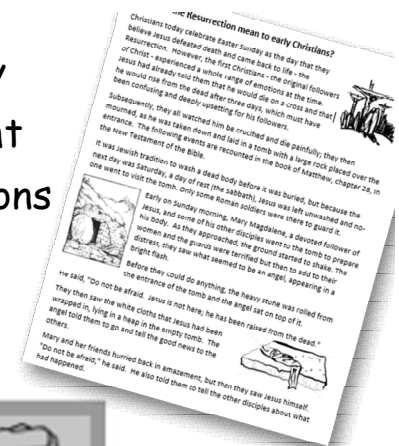 y
nt
ons
he Resurrection mean to early Christians?
Christians today celebrate Easter Sunday as the day that they
believe Jesus defeated death and came back to life - the
Resurrection. However, the first Christians - the original followers
of Christ - experienced a whole range of emotions at the time.
Jesus had already told them that he would die on a cross and that
he would rise from the dead after three days, which must have
been confusing and deeply upsetting for his followers.
Subsequently, they all watched him be crucified and die painfully; they then
mourned, as he was taken down and laid in a tomb with a large rock placed over the
entrance. The following events are recounted in the book of Matthew, chapter 28, in
the New Testament of the Bible.
It was Jewish tradition to wash a dead body before it was buried, but because the
next day was Saturday, a day of rest (the sabbath), Jesus was left unwashed and no-
one went to visit the tomb. Only some Roman soldiers were there to guard it.
Early on Sunday morning, Mary Magdalene, a devoted follower of
Jesus, and some of his other disciples went to the tomb to prepare
his body. As they approached, the ground started to shake. The
women and the guards were terrified but then to add to their
distress, they saw what seemed to be an angel, appearing in a
bright flash.
Before they could do anything, the heavy stone was rolled from
the entrance of the tomb and the angel sat on top of it.
He said, "Do not be afraid. Jesus is not here; he has been raised from the dead."
They then saw the white cloths that Jesus had been
wrapped in, lying in a heap in the empty tomb. The
angel told them to go and tell the good news to the
others.
Mary and her friends hurried back in amazement, but then they saw Jesus himself.
"Do not be afraid," he said. He also told them to tell the other disciples about what
had happened.